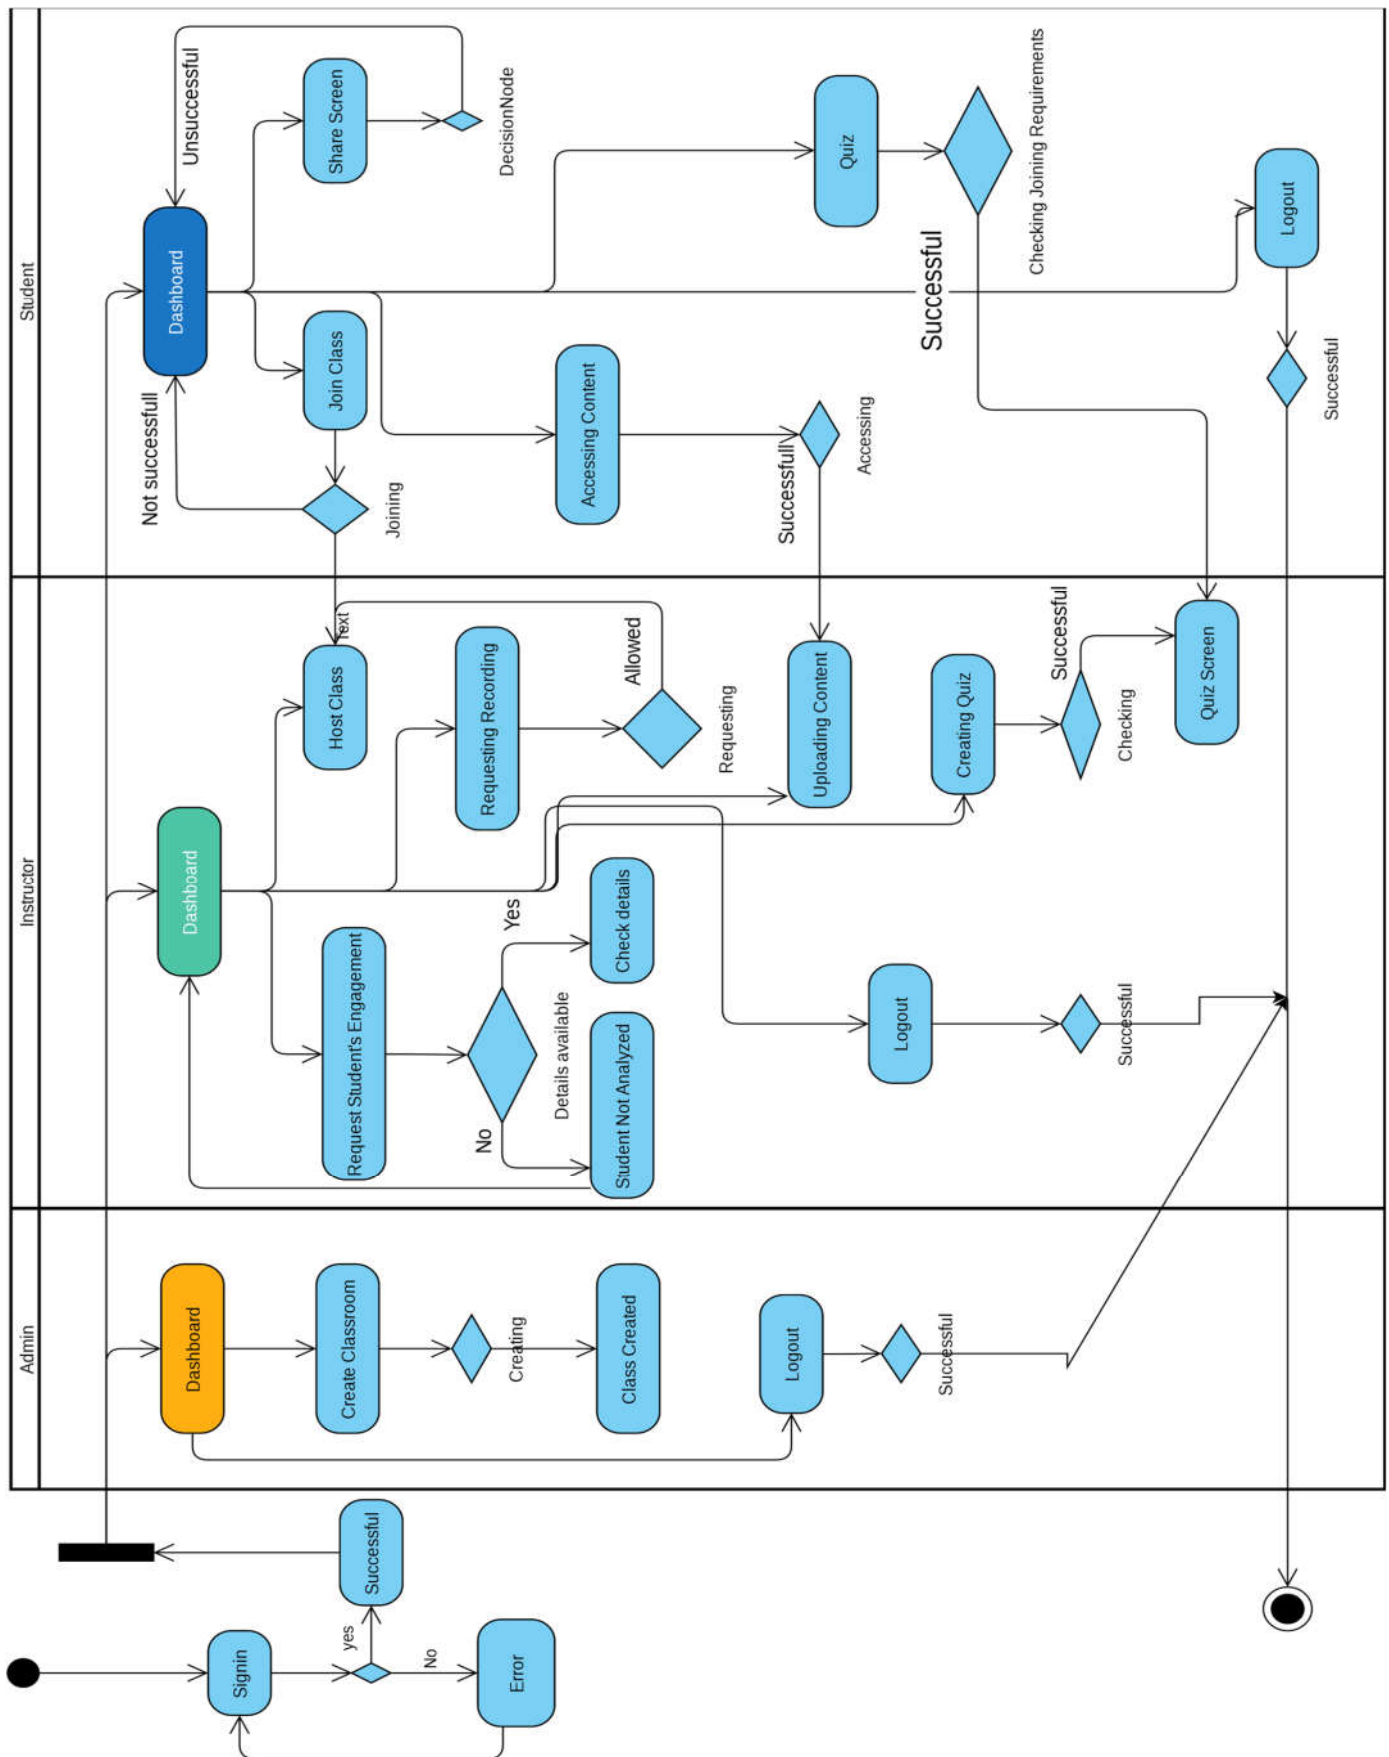 Signin
yes
No
Error
Successful
Admin
Dashboard
Create Classroom
Creating
Class Created
Logout
Successful
Instructor
Dashboard
Request Student's Engagement
No
Yes
Details available
Student Not Analyzed
Check details
Host Class
Text
Requesting Recording
Allowed
Requesting
Uploading Content
Logout
Successful
Creating Quiz
Successful
Checking
Quiz Screen
Student
Dashboard
Not successfull
Unsuccessful
Join Class
Joining
Share Screen
DecisionNode
Accessing Content
Successfull
Accessing
Quiz
Successful
Checking Joining Requirements
Logout
Successful